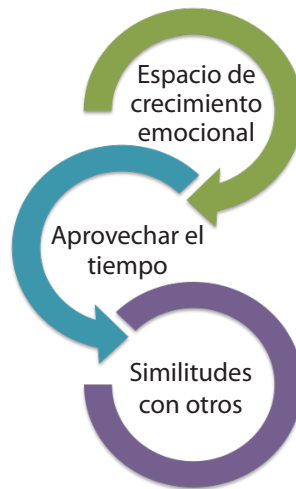 Espacio de
crecimiento
emocional
Aprovechar el
tiempo
Similitudes
con otros